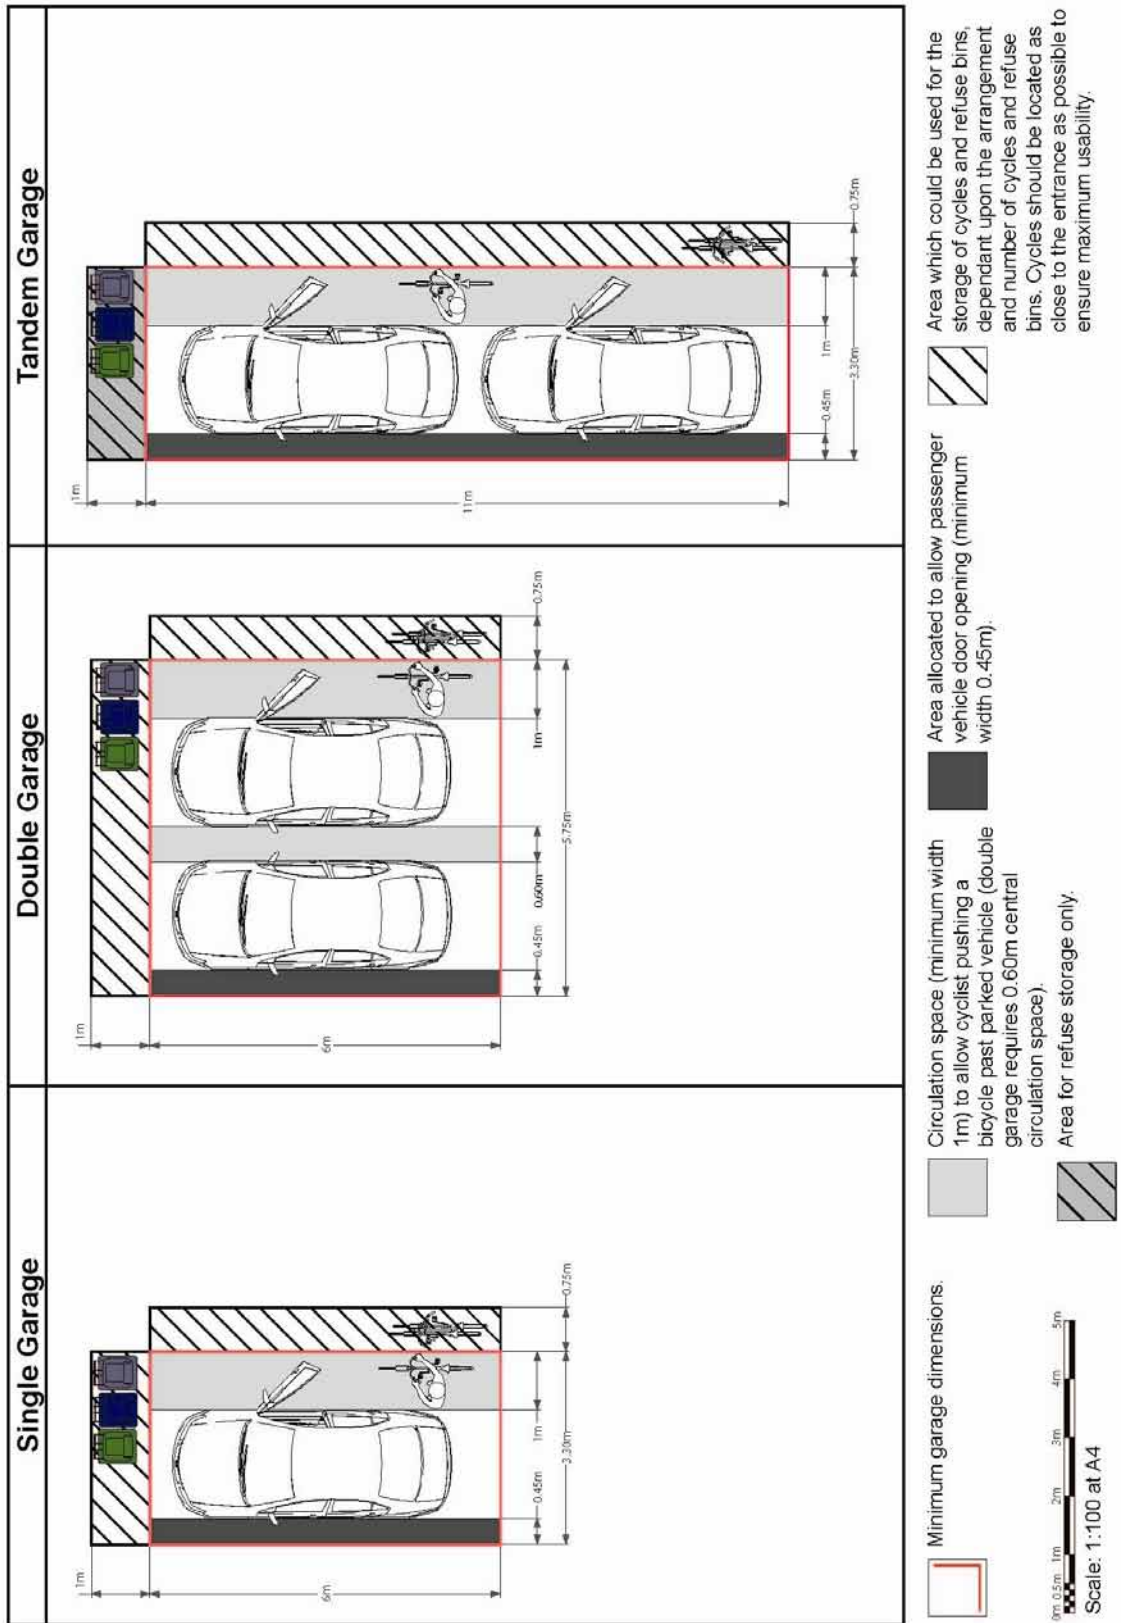 Single Garage
1m
6m
0.45m
1m
3.30m
0.75m
Double Garage
1m
6m
0.45m
0.60m
1m
5.75m
0.75m
Tandem Garage
1m
11m
0.45m
1m
3.30m
0.75m
Minimum garage dimensions.
0m 0.5m 1m 2m 3m 4m 5m
Scale: 1:100 at A4
Circulation space (minimum width
1m) to allow cyclist pushing a
bicycle past parked vehicle (double
garage requires 0.60m central
circulation space).
Area for refuse storage only.
Area allocated to allow passenger
vehicle door opening (minimum
width 0.45m).
Area which could be used for the
storage of cycles and refuse bins,
dependant upon the arrangement
and number of cycles and refuse
bins. Cycles should be located as
close to the entrance as possible to
ensure maximum usability.